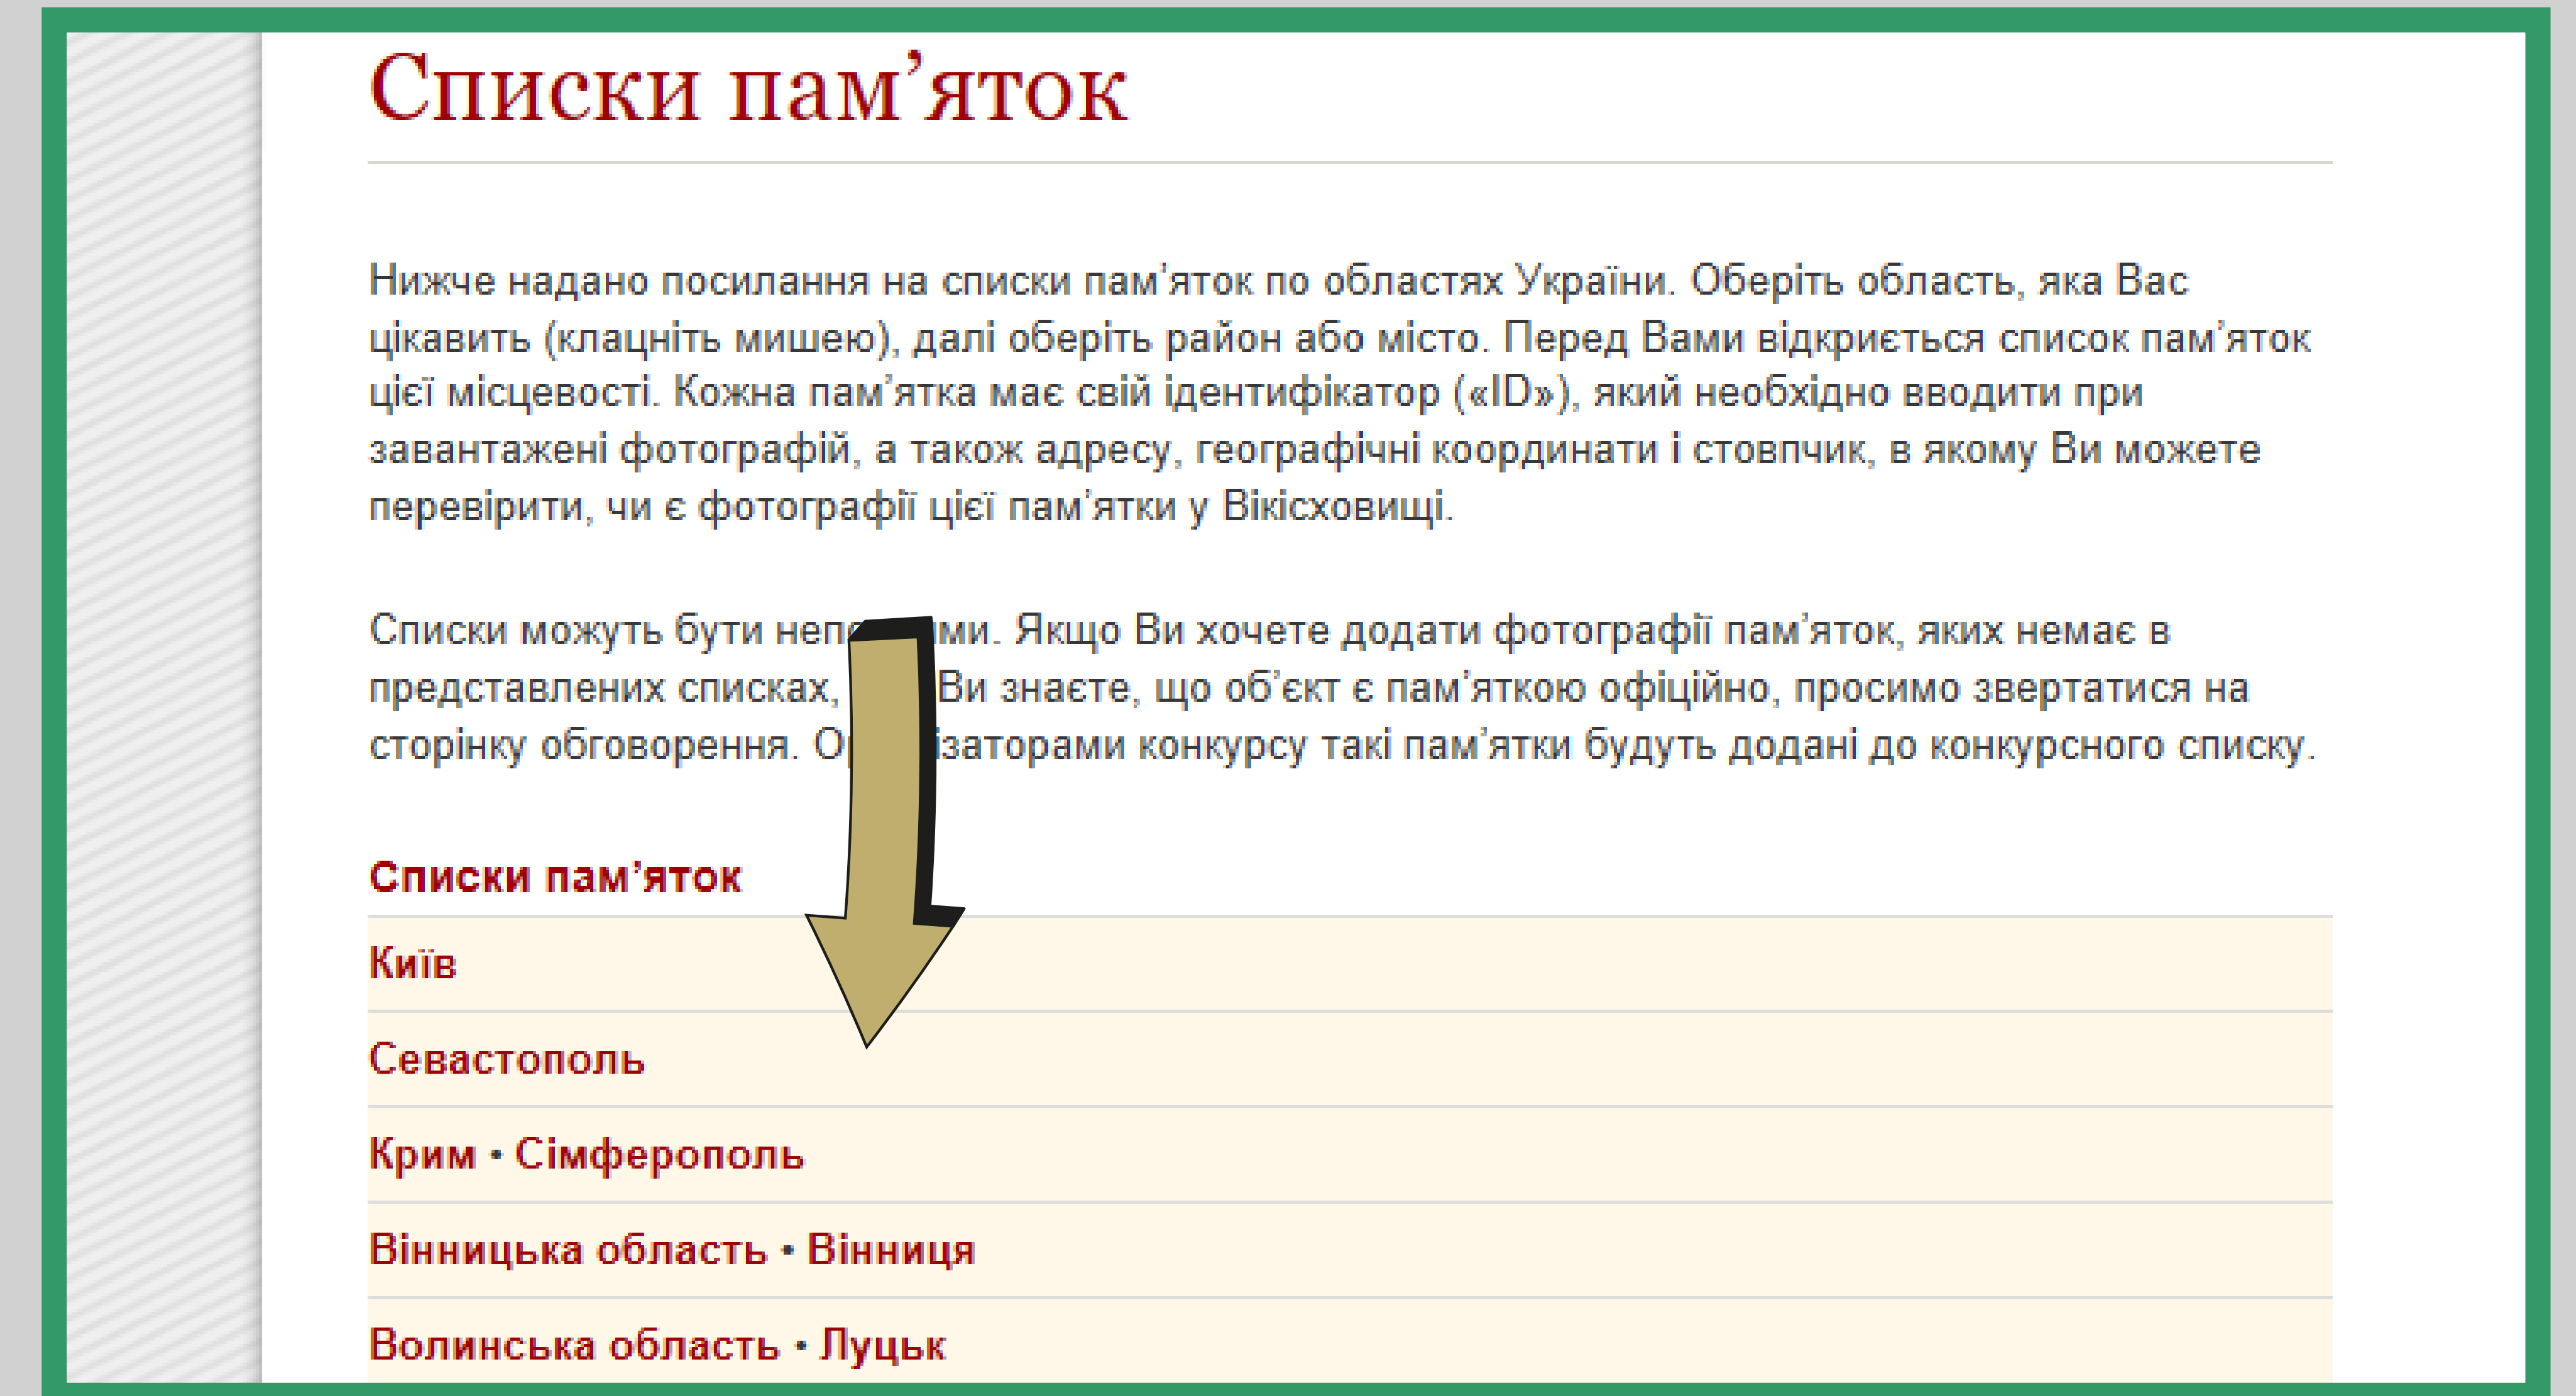 Списки пам’яток
Нижче надано посилання на списки пам’яток по областях України. Оберіть область, яка Вас
цікавить (клацніть мишею), далі оберіть район або місто. Перед Вами відкриється список пам’яток
цієї місцевості. Кожна пам’ятка має свій ідентифікатор («ID»), який необхідно вводити при
завантажені фотографій, а також адресу, географічні координати і стовпчик, в якому Ви можете
перевірити, чи є фотографії цієї пам’ятки у Вікісховищі.
Списки можуть бути Якщо Ви хочете додати фотографії пам’яток, яких немає в
представлених списках, Ви знаєте, що об’єкт є пам’яткою офіційно, просимо звертатися на
сторінку обговорення. конкурсу такі пам’ятки будуть додані до конкурсного списку.
Списки пам’яток
Київ
Севастополь
Крим • Сімферополь
Вінницька область • Вінниця
Волинська область • Луцьк